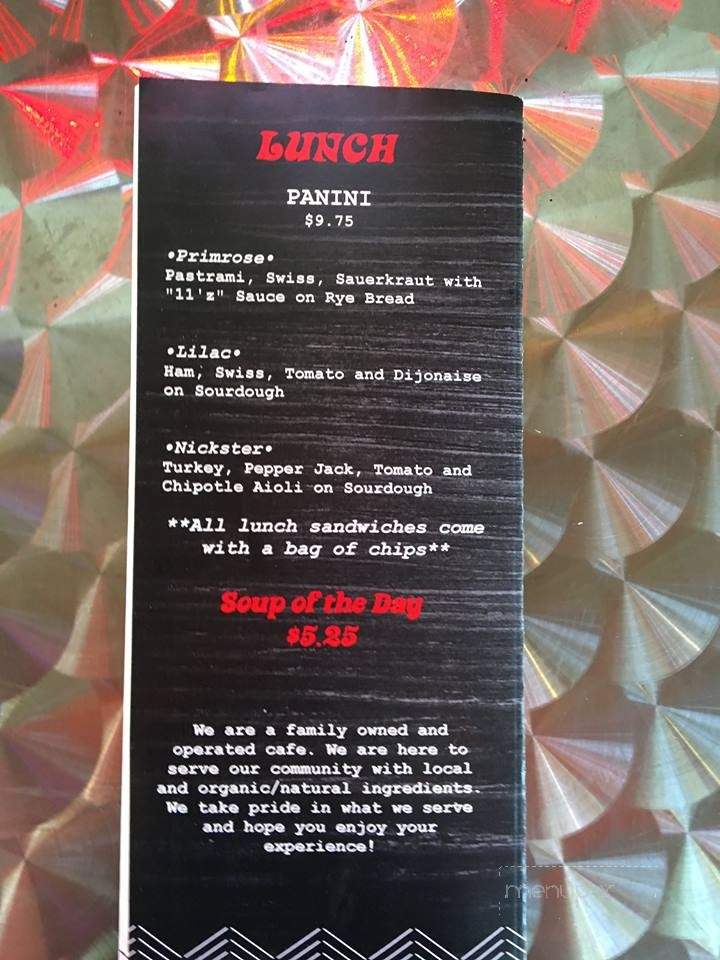 LUNCH
PANINI
$9.75
•Primrose•
Pastrami, Swiss, Sauerkraut with
"11'z" Sauce on Rye Bread
•Lilac•
Ham, Swiss, Tomato and Dijonaise
on Sourdough
•Nickster•
Turkey, Pepper Jack, Tomato and
Chipotle Aioli on Sourdough
**All lunch sandwiches come
with a bag of chips**
Soup of the Day
$5.25
We are a family owned and
operated cafe. We are here to
serve our community with local
and organic/natural ingredients.
We take pride in what we serve
and hope you enjoy your
experience!